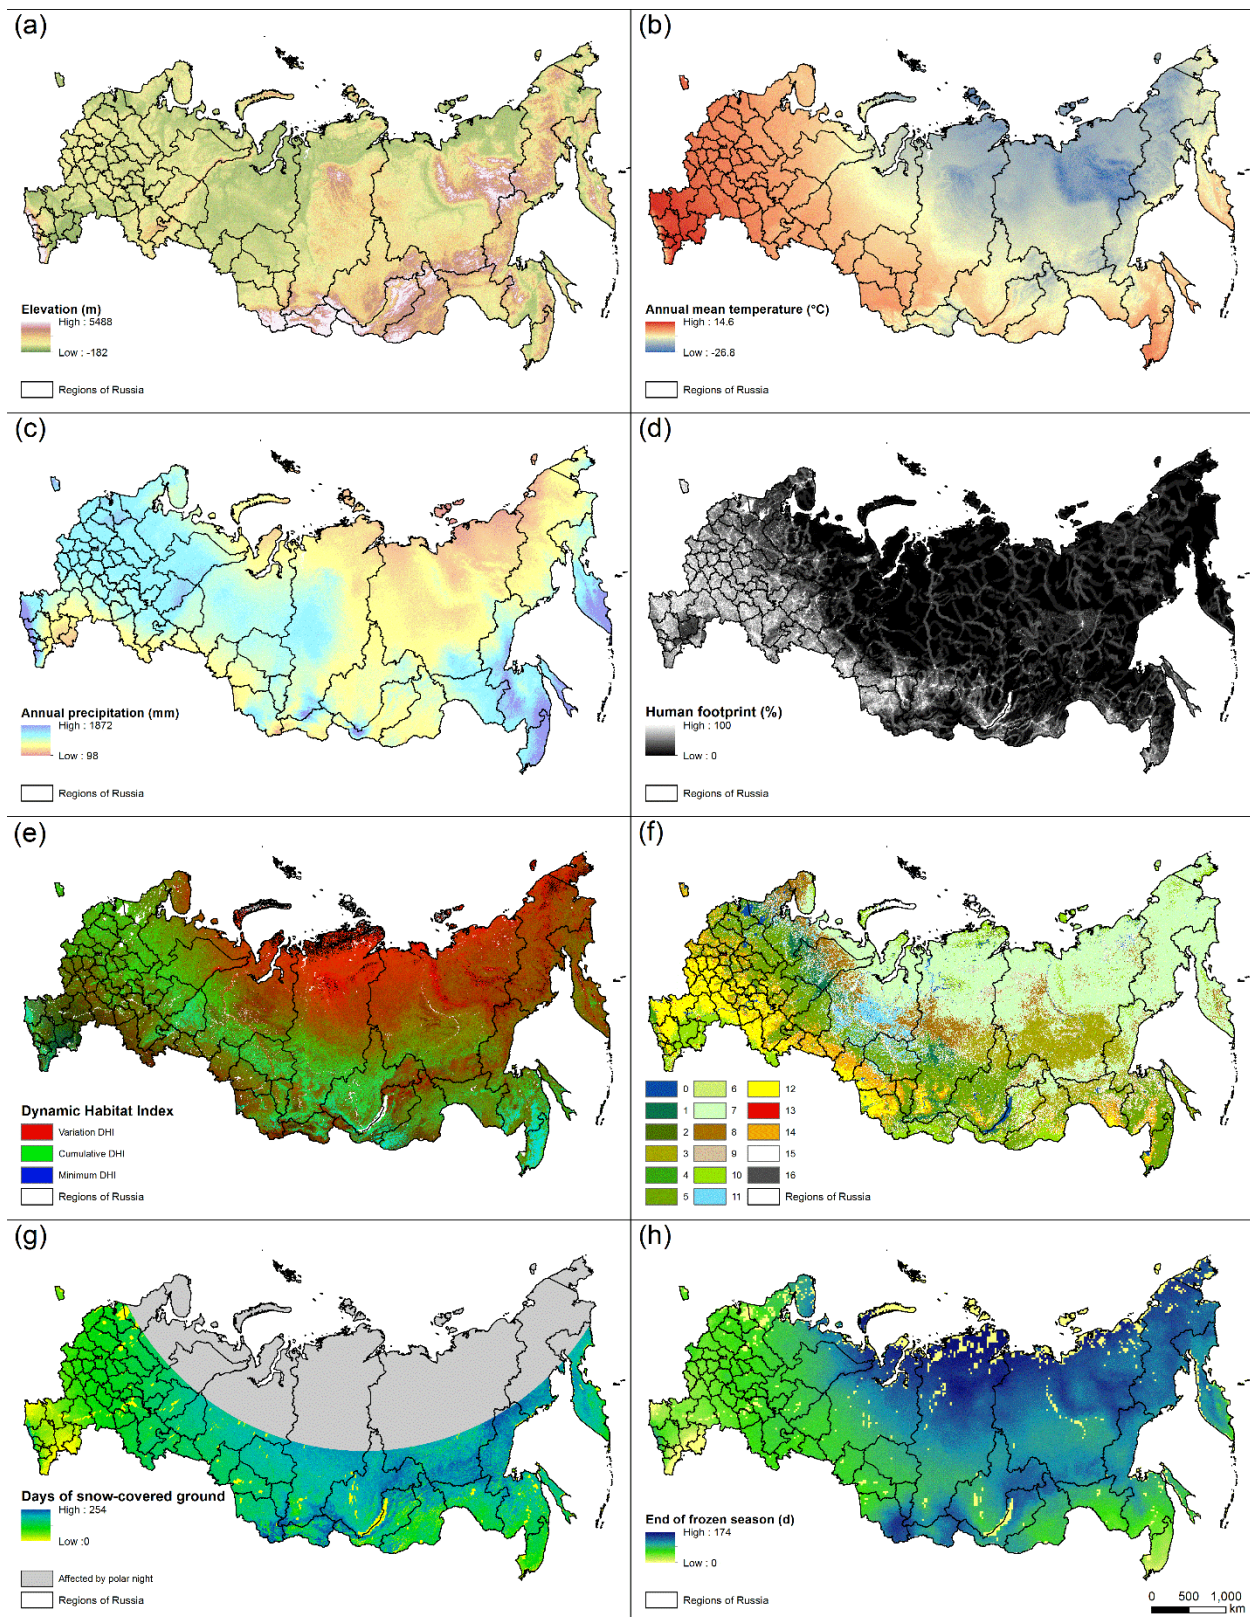 (a)
Elevation (m)
High : 5488
Low : -182
Regions of Russia
(b)
Annual mean temperature (°C)
High : 14.6
Low : -26.8
Regions of Russia
(c)
Annual precipitation (mm)
High : 1872
Low : 98
Regions of Russia
(d)
Human footprint (%)
High : 100
Low : 0
Regions of Russia
(e)
Dynamic Habitat Index
Variation DHI
Cumulative DHI
Minimum DHI
Regions of Russia
(f)
0 6 12
1 7 13
2 8 14
3 9 15
4 10 16
5 11 Regions of Russia
(g)
Days of snow-covered ground
High : 254
Low :0
Affected by polar night
Regions of Russia
(h)
End of frozen season (d)
High : 174
Low : 0
Regions of Russia
0 500 1,000
km